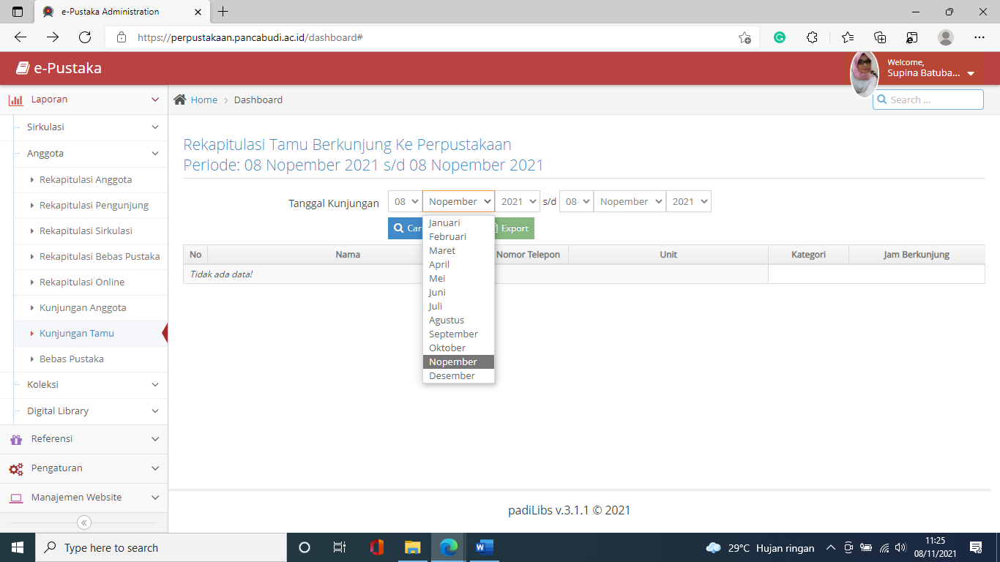 e-Pustaka Administration
https://perpustakaan.pancabudi.ac.id/dashboard#
e-Pustaka
Welcome,
Supina Batuba...
Laporan
Home
Dashboard
Search ...
Sirkulasi
Anggota
Rekapitulasi Anggota
Rekapitulasi Pengunjung
Rekapitulasi Sirkulasi
Rekapitulasi Bebas Pustaka
Rekapitulasi Online
Kunjungan Anggota
Kunjungan Tamu
Bebas Pustaka
Koleksi
Digital Library
Referensi
Pengaturan
Manajemen Website
Rekapitulasi Tamu Berkunjung Ke Perpustakaan
Periode: 08 Nopember 2021 s/d 08 Nopember 2021
Tanggal Kunjungan 08 Nopember 2021 s/d 08 Nopember 2021
Januari
Februari
Maret
April
Mei
Juni
Juli
Agustus
September
Oktober
Nopember
Desember
Export
No Nama Nomor Telepon Unit Kategori Jam Berkunjung
Tidak ada data!
padiLibs v.3.1.1 © 2021
Type here to search
29°C Hujan ringan
11:25
08/11/2021